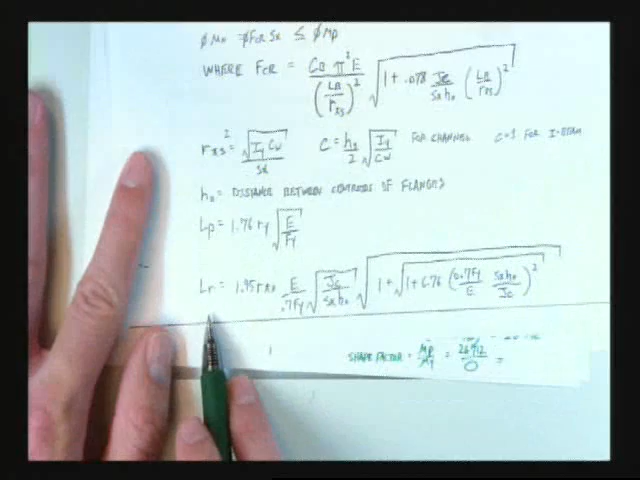 ϕMn = ϕFcr Sx ≤ ϕMp
WHERE Fcr = Cb π² E / (Lb/rts)² √(1 + .078 Jc/(Sx ho) (Lb/rts)²)
rts² = √(Iy Cw) / Sx   C = ho/2 √(Iy/Cw) FOR CHANNEL   C=1 FOR I-BEAM
ho = DISTANCE BETWEEN CENTROIDS OF FLANGES
Lp = 1.76 ry √(E/Fy)
Lr = 1.95 rts E/.7Fy √(Jc/(Sx ho)) √(1 + √(1 + 6.76 (0.7Fy/E Sx ho/Jc)²))
SHAPE FACTOR = Mp/My = =